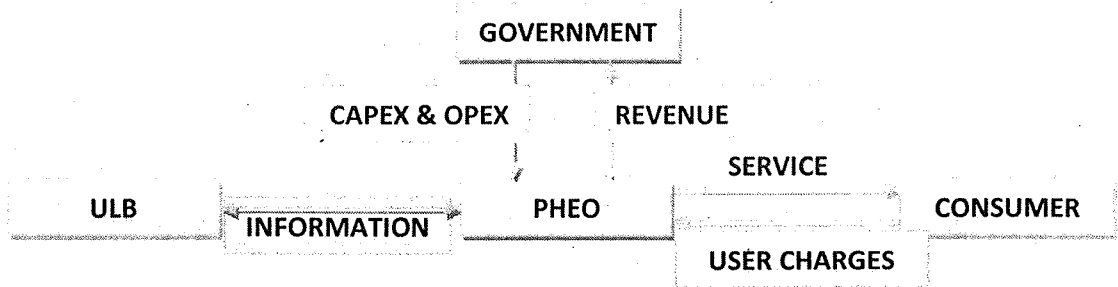 GOVERNMENT
CAPEX & OPEX
REVENUE
SERVICE
ULB
INFORMATION
PHEO
CONSUMER
USER CHARGES